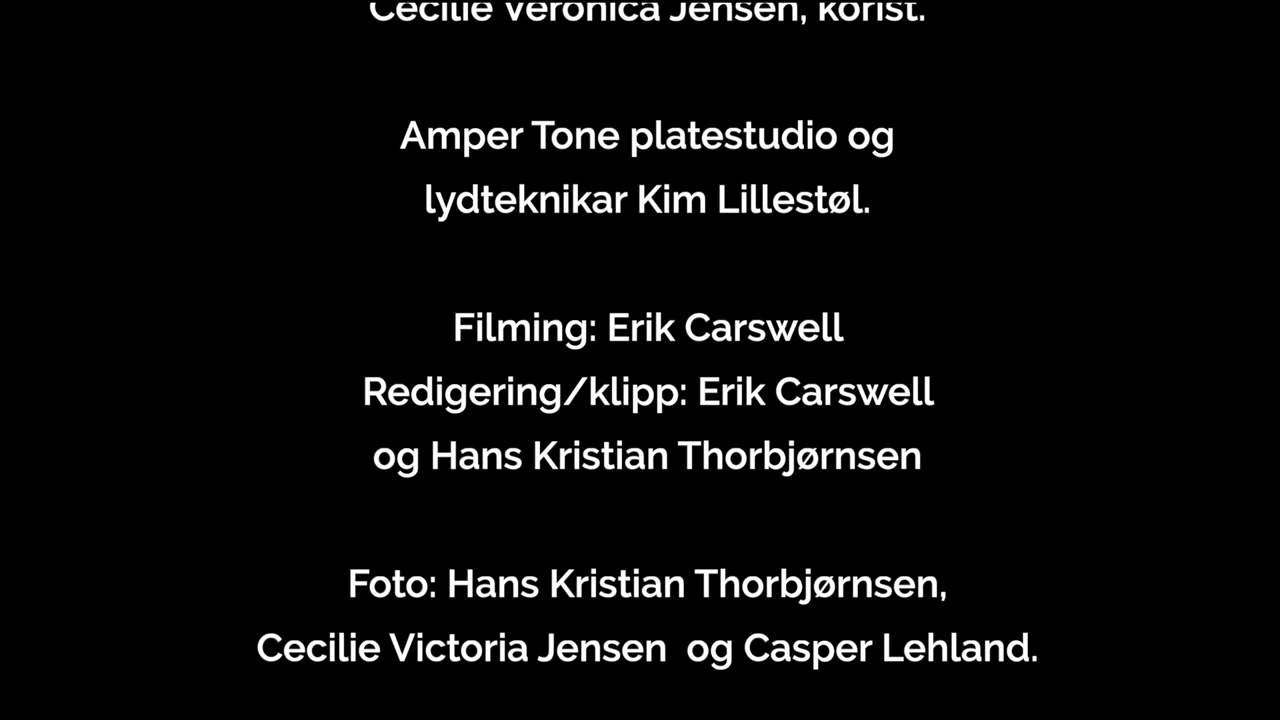 Cecilie Veronica Jensen, korist.
Amper Tone platestudio og
lydteknikar Kim Lillestøl.
Filming: Erik Carswell
Redigering/klipp: Erik Carswell
og Hans Kristian Thorbjørnsen
Foto: Hans Kristian Thorbjørnsen,
Cecilie Victoria Jensen og Casper Lehland.